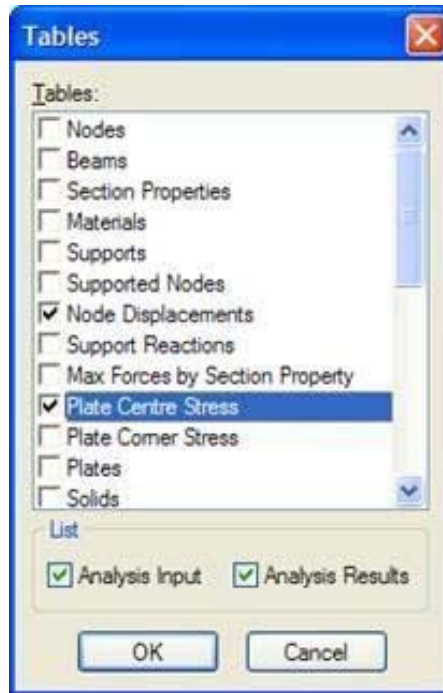 Tables
Tables:
Nodes
Beams
Section Properties
Materials
Supports
Supported Nodes
Node Displacements
Support Reactions
Max Forces by Section Property
Plate Centre Stress
Plate Corner Stress
Plates
Solids
List
Analysis Input Analysis Results
OK Cancel